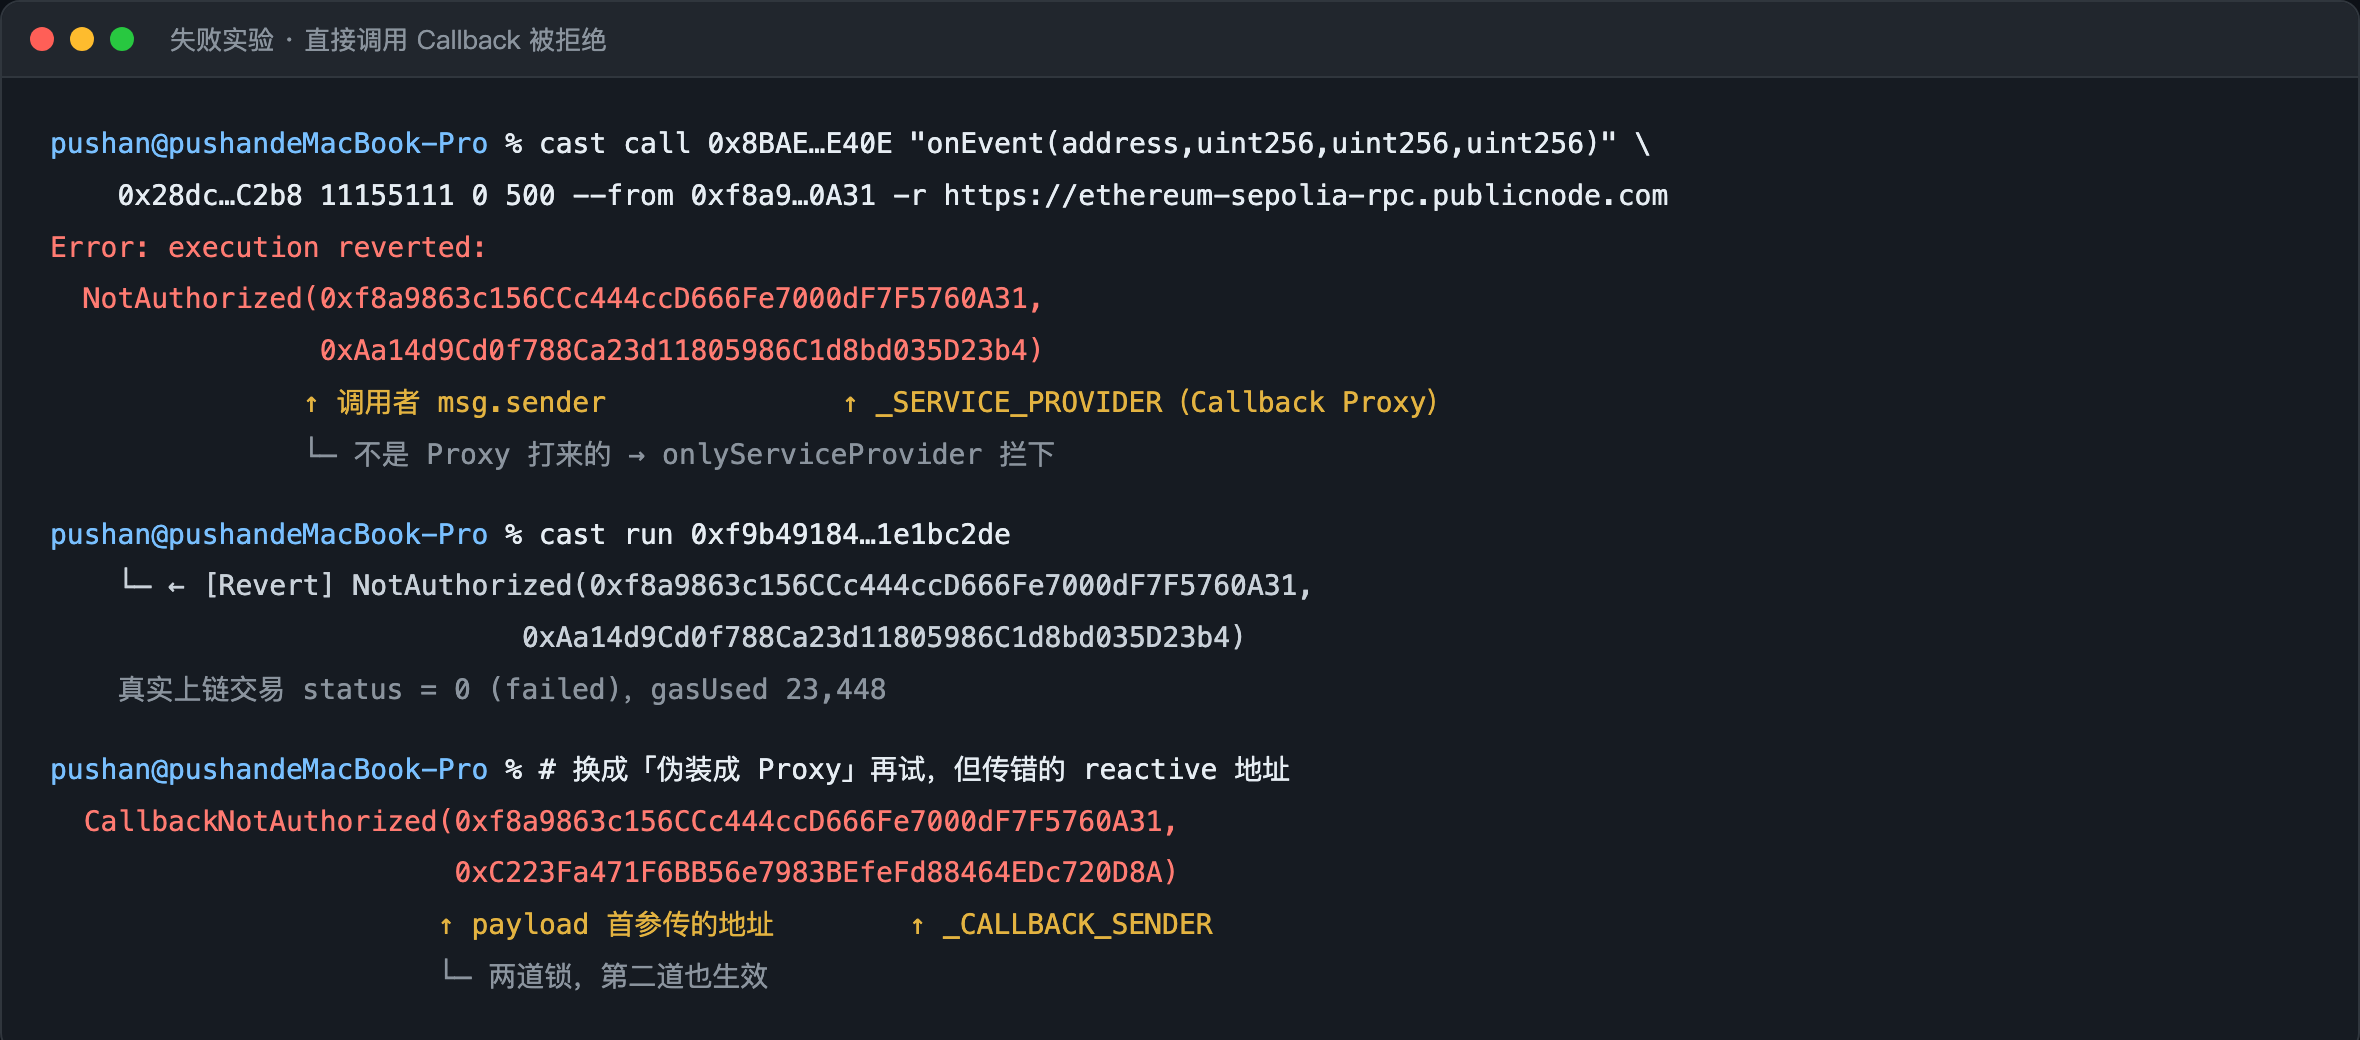 失败实验 · 直接调用 Callback 被拒绝
pushan@pushandeMacBook-Pro % cast call 0x8BAE…E40E "onEvent(address,uint256,uint256,uint256)" \
0x28dc…C2b8 11155111 0 500 --from 0xf8a9…0A31 -r https://ethereum-sepolia-rpc.publicnode.com
Error: execution reverted:
NotAuthorized(0xf8a9863c156CCc444ccD666Fe7000dF7F5760A31,
0xAa14d9Cd0f788Ca23d11805986C1d8bd035D23b4)
↑ 调用者 msg.sender ↑ _SERVICE_PROVIDER（Callback Proxy）
└─ 不是 Proxy 打来的 → onlyServiceProvider 拦下
pushan@pushandeMacBook-Pro % cast run 0xf9b49184…1e1bc2de
└─ ← [Revert] NotAuthorized(0xf8a9863c156CCc444ccD666Fe7000dF7F5760A31,
0xAa14d9Cd0f788Ca23d11805986C1d8bd035D23b4)
真实上链交易 status = 0 (failed)，gasUsed 23,448
pushan@pushandeMacBook-Pro % # 换成「伪装成 Proxy」再试，但传错的 reactive 地址
CallbackNotAuthorized(0xf8a9863c156CCc444ccD666Fe7000dF7F5760A31,
0xC223Fa471F6BB56e7983BEfeFd88464EDc720D8A)
↑ payload 首参传的地址 ↑ _CALLBACK_SENDER
└─ 两道锁，第二道也生效